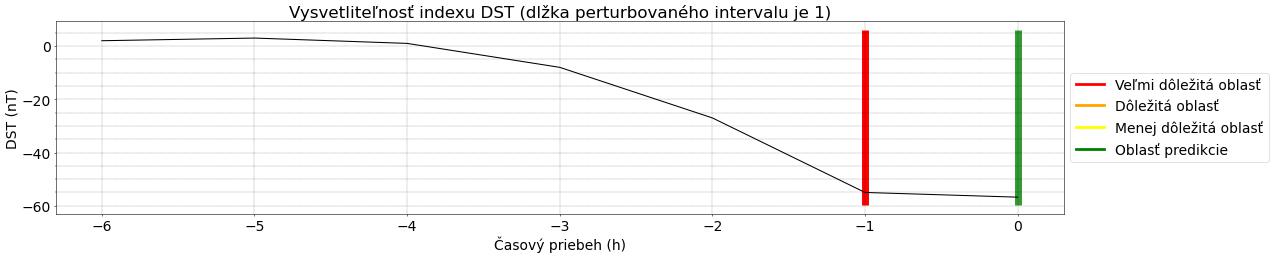 Vysvetliteľnosť indexu DST (dĺžka perturbovaného intervalu je 1)
DST (nT)
0
−20
−40
−60
−6
−5
−4
−3
−2
−1
0
Časový priebeh (h)
Veľmi dôležitá oblasť
Dôležitá oblasť
Menej dôležitá oblasť
Oblasť predikcie